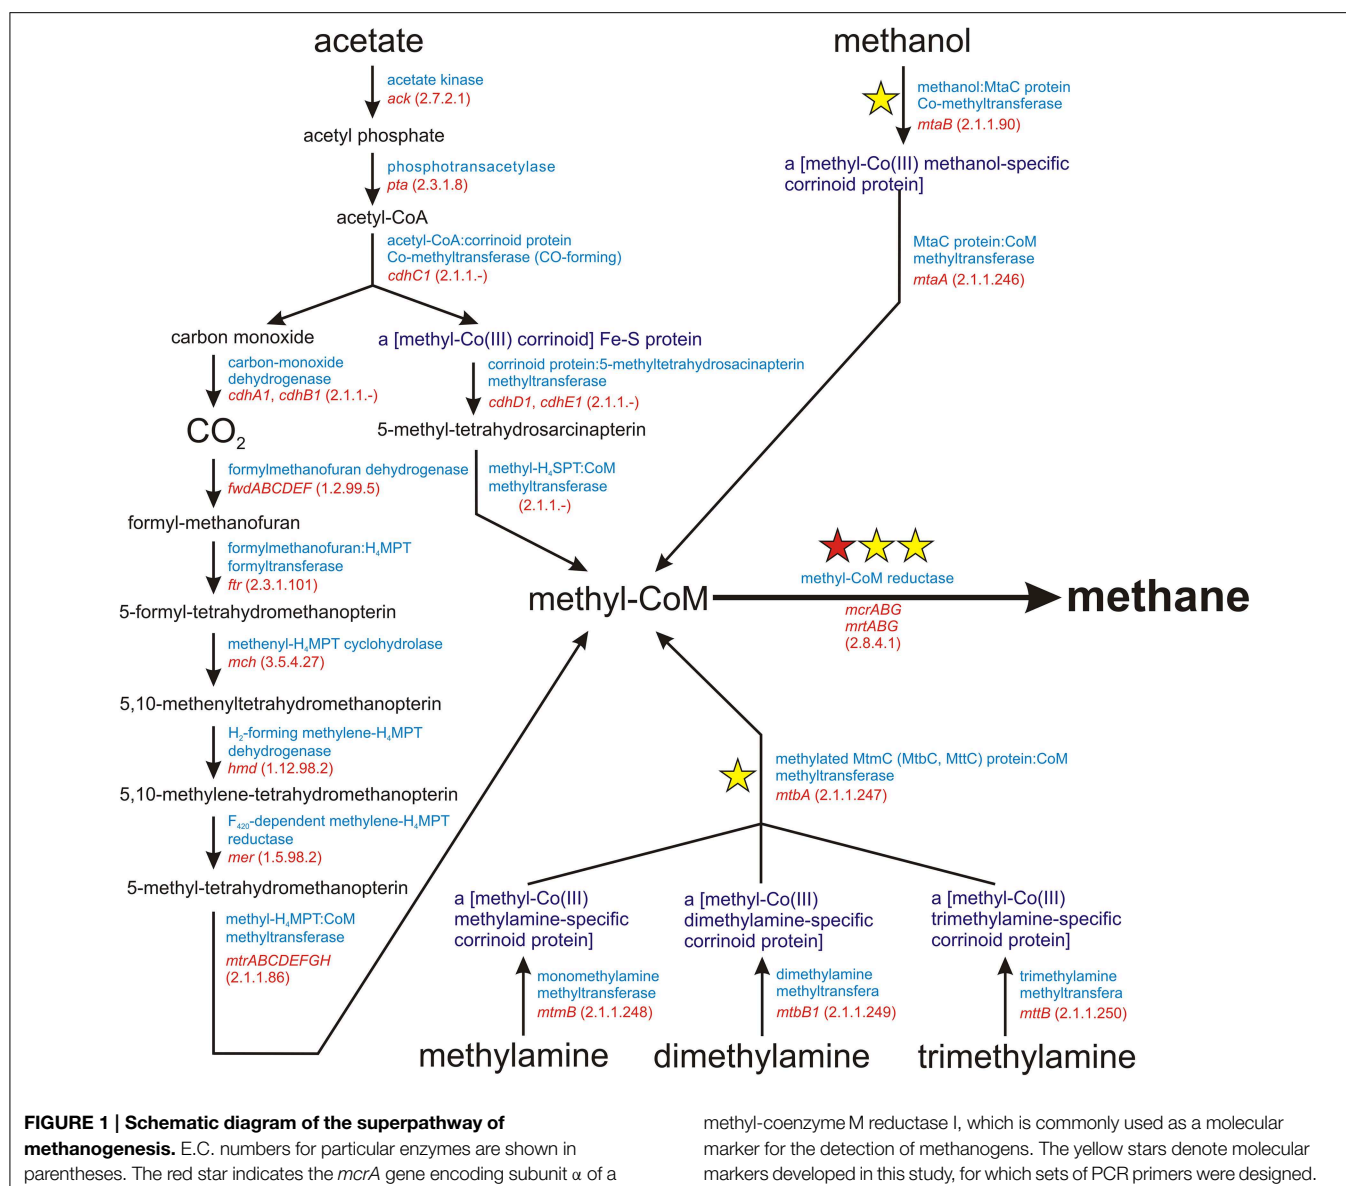 acetate
acetate kinase
ack (2.7.2.1)
acetyl phosphate
phosphotransacetylase
pta (2.3.1.8)
acetyl-CoA
acetyl-CoA:corrinoid protein
Co-methyltransferase (CO-forming)
cdhC1 (2.1.1.-)
carbon monoxide
carbon-monoxide
dehydrogenase
cdhA1, cdhB1 (2.1.1.-)
CO₂
formylmethanofuran dehydrogenase
fwdABCDEF (1.2.99.5)
formyl-methanofuran
formylmethanofuran:H₄MPT
formyltransferase
ftr (2.3.1.101)
5-formyl-tetrahydromethanopterin
methenyl-H₄MPT cyclohydrolase
mch (3.5.4.27)
5,10-methenyltetrahydromethanopterin
H₂-forming methylene-H₄MPT
dehydrogenase
hmd (1.12.98.2)
5,10-methylene-tetrahydromethanopterin
F₄₂₀-dependent methylene-H₄MPT
reductase
mer (1.5.98.2)
5-methyl-tetrahydromethanopterin
methyl-H₄MPT:CoM
methyltransferase
mtrABCDEFGH
(2.1.1.86)
a [methyl-Co(III) corrinoid] Fe-S protein
corrinoid protein:5-methyltetrahydrosacinapterin
methyltransferase
cdhD1, cdhE1 (2.1.1.-)
5-methyl-tetrahydrosarcinapterin
methyl-H₄SPT:CoM
methyltransferase
(2.1.1.-)
methanol
methanol:MtaC protein
Co-methyltransferase
mtaB (2.1.1.90)
a [methyl-Co(III) methanol-specific
corrinoid protein]
MtaC protein:CoM
methyltransferase
mtaA (2.1.1.246)
methyl-CoM
methyl-CoM reductase
mcrABG
mrtABG
(2.8.4.1)
methane
methylated MtmC (MtbC, MttC) protein:CoM
methyltransferase
mtbA (2.1.1.247)
a [methyl-Co(III)
methylamine-specific
corrinoid protein]
monomethylamine
methyltransferase
mtmB (2.1.1.248)
methylamine
a [methyl-Co(III)
dimethylamine-specific
corrinoid protein]
dimethylamine
methyltransfera
mtbB1 (2.1.1.249)
dimethylamine
a [methyl-Co(III)
trimethylamine-specific
corrinoid protein]
trimethylamine
methyltransfera
mttB (2.1.1.250)
trimethylamine
FIGURE 1 | Schematic diagram of the superpathway of
methanogenesis. E.C. numbers for particular enzymes are shown in
parentheses. The red star indicates the mcrA gene encoding subunit α of a
methyl-coenzyme M reductase I, which is commonly used as a molecular
marker for the detection of methanogens. The yellow stars denote molecular
markers developed in this study, for which sets of PCR primers were designed.